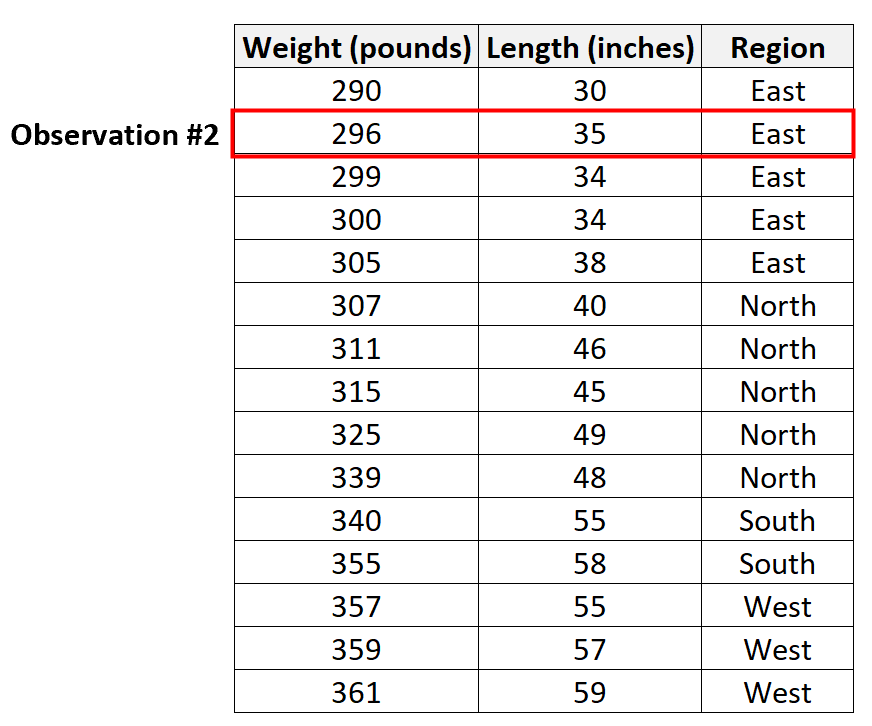 Weight (pounds) Length (inches) Region
290 30 East
Observation #2 296 35 East
299 34 East
300 34 East
305 38 East
307 40 North
311 46 North
315 45 North
325 49 North
339 48 North
340 55 South
355 58 South
357 55 West
359 57 West
361 59 West